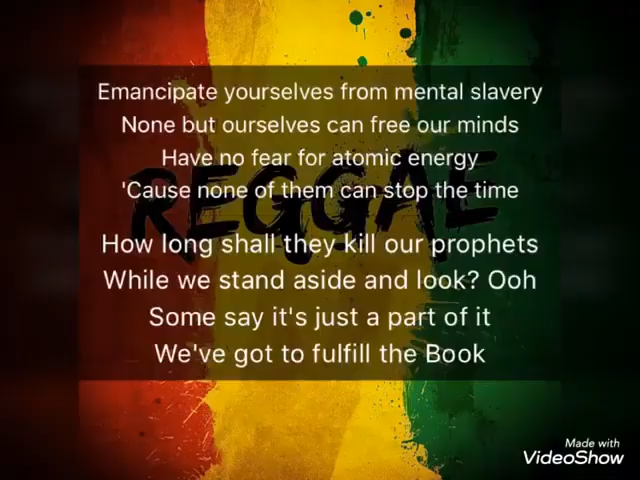 Emancipate yourselves from mental slavery
None but ourselves can free our minds
Have no fear for atomic energy
'Cause none of them can stop the time
REGGAE
How long shall they kill our prophets
While we stand aside and look? Ooh
Some say it's just a part of it
We've got to fulfill the Book
Made with
VideoShow